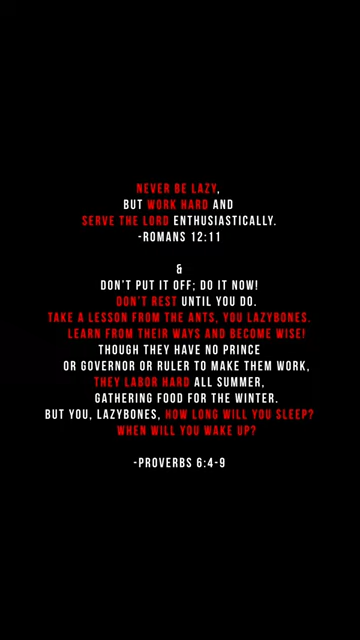 NEVER BE LAZY,
BUT WORK HARD AND
SERVE THE LORD ENTHUSIASTICALLY.
-ROMANS 12:11
&
DON'T PUT IT OFF; DO IT NOW!
DON'T REST UNTIL YOU DO.
TAKE A LESSON FROM THE ANTS, YOU LAZYBONES.
LEARN FROM THEIR WAYS AND BECOME WISE!
THOUGH THEY HAVE NO PRINCE
OR GOVERNOR OR RULER TO MAKE THEM WORK,
THEY LABOR HARD ALL SUMMER,
GATHERING FOOD FOR THE WINTER.
BUT YOU, LAZYBONES, HOW LONG WILL YOU SLEEP?
WHEN WILL YOU WAKE UP?
-PROVERBS 6:4-9